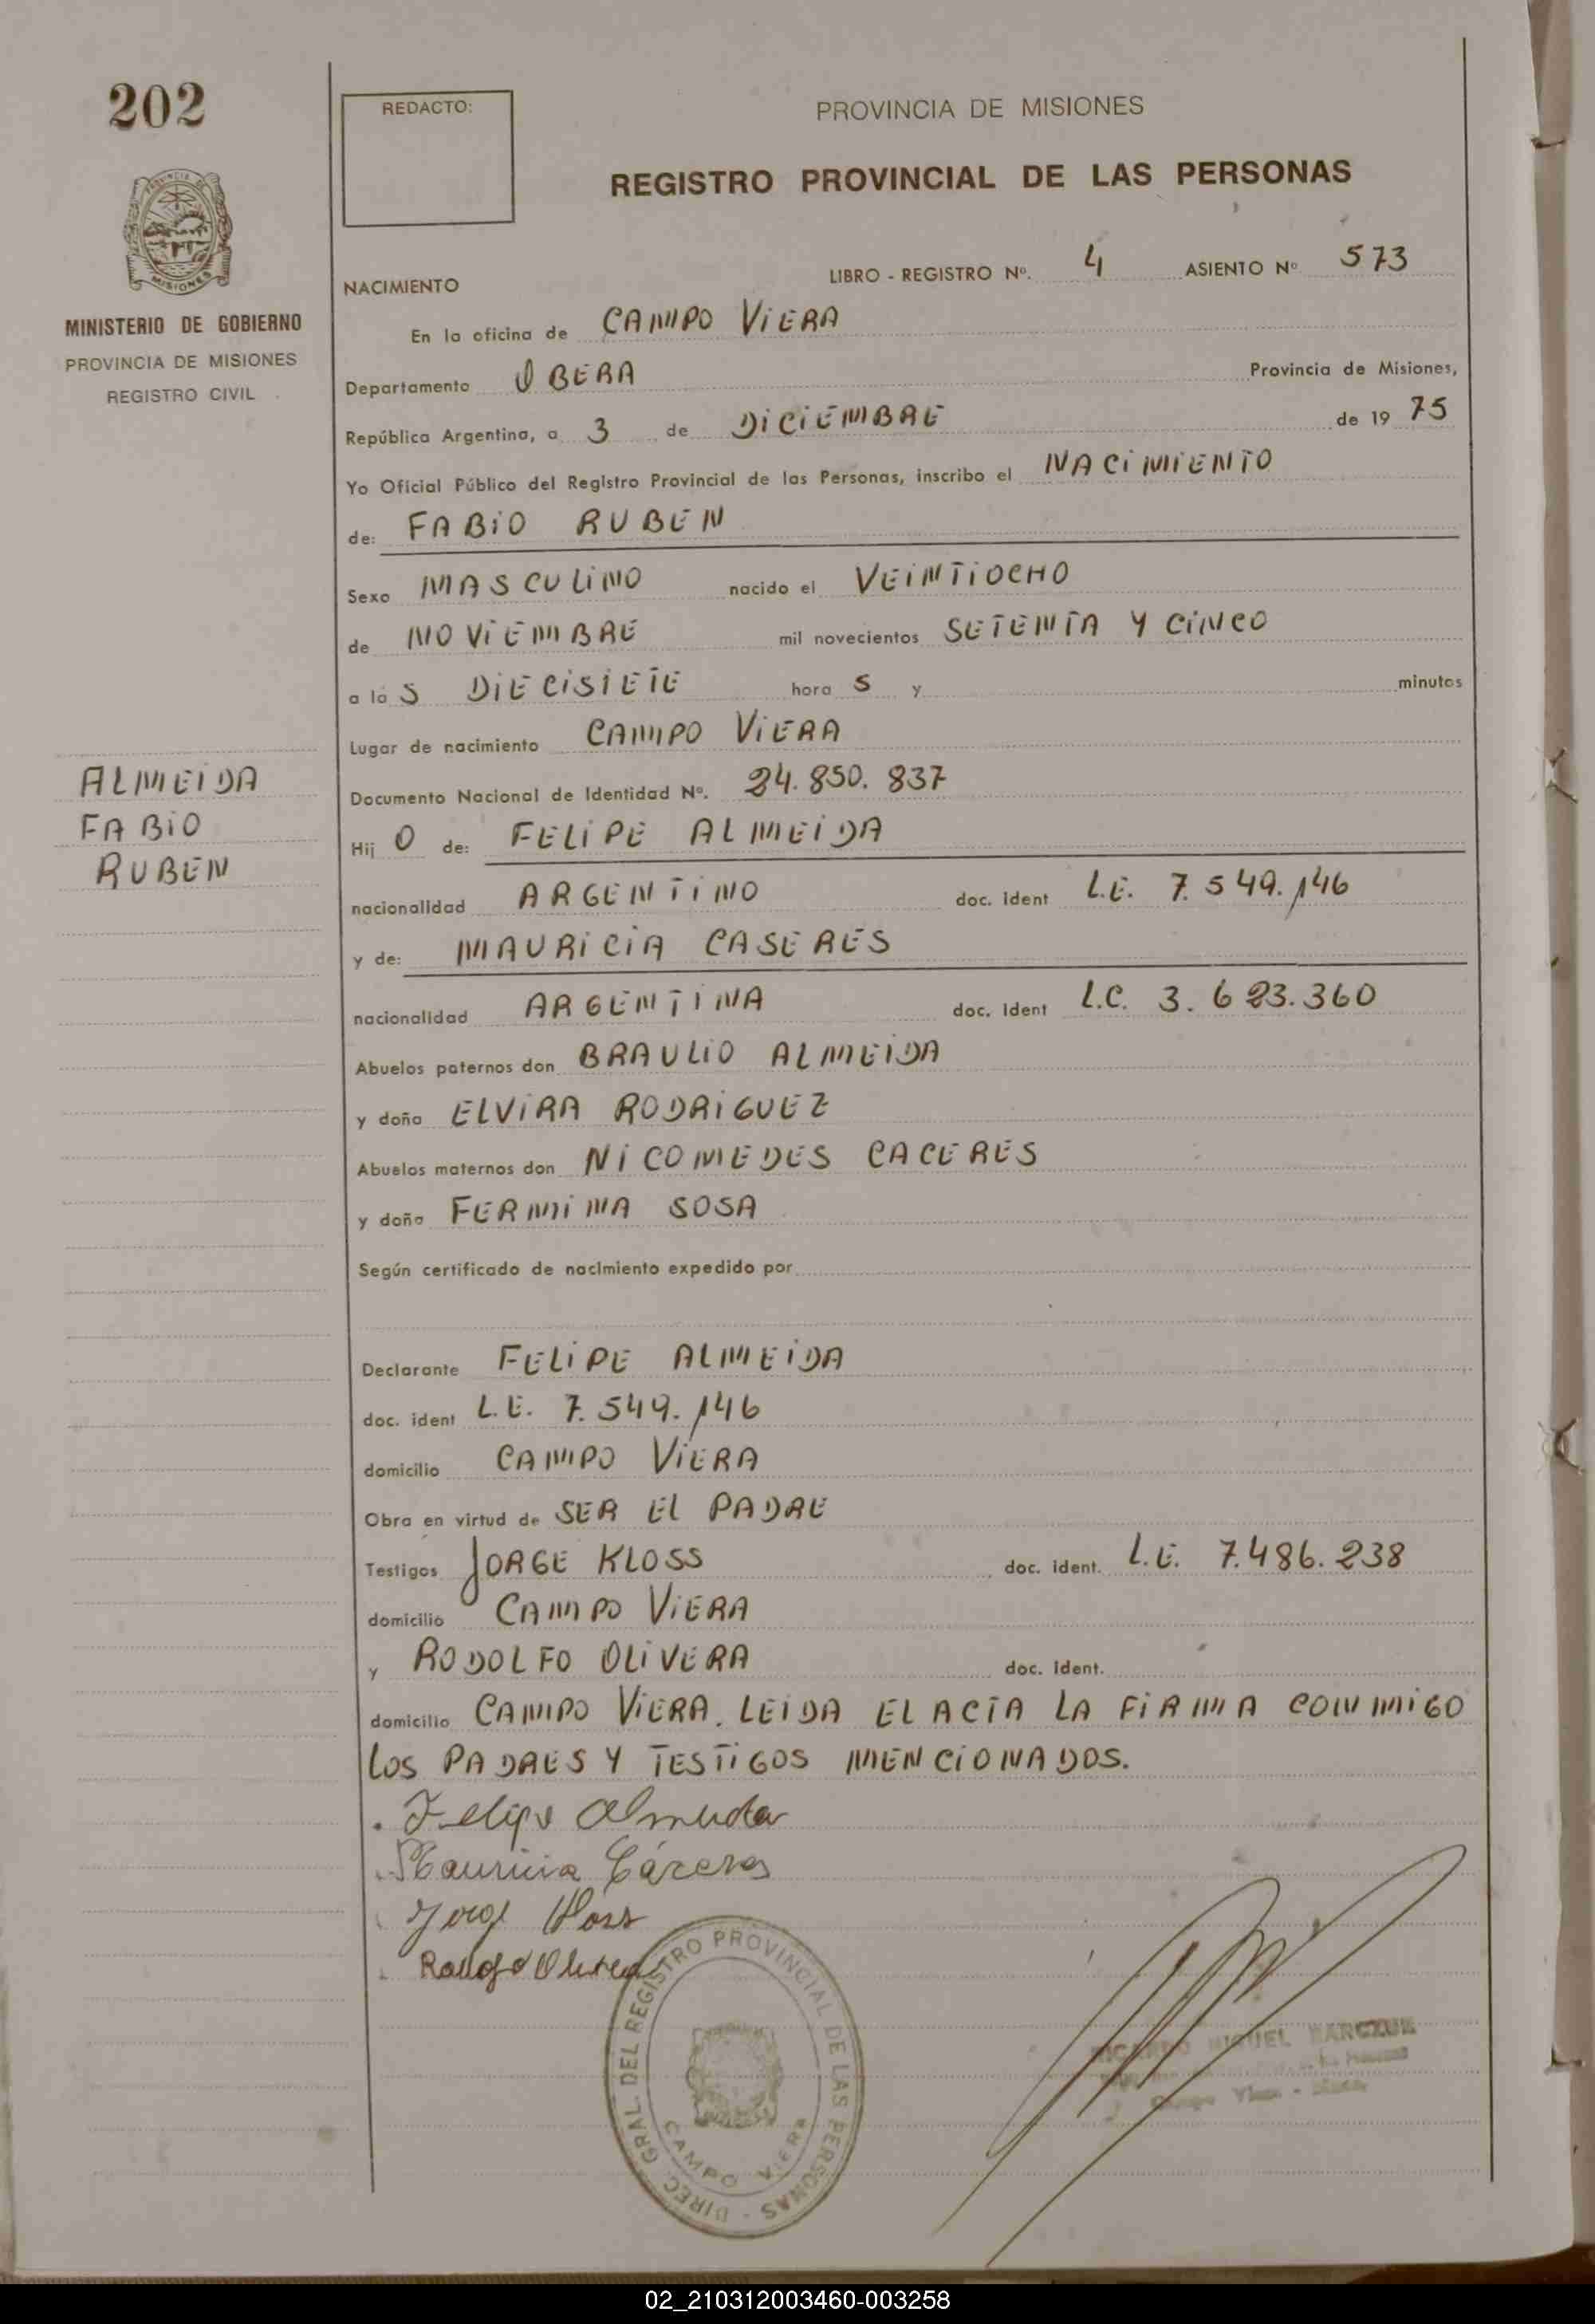 202
REDACTO:
PROVINCIA DE MISIONES
REGISTRO PROVINCIAL DE LAS PERSONAS
PROVINCIA DE
MISIONES
MINISTERIO DE GOBIERNO
PROVINCIA DE MISIONES
REGISTRO CIVIL
NACIMIENTO LIBRO - REGISTRO Nº. 4 ASIENTO Nº 573
En la oficina de CAMPO VIERA
Departamento OBERA Provincia de Misiones,
República Argentina, a 3 de DICIEMBRE de 19 75
Yo Oficial Público del Registro Provincial de las Personas, inscribo el NACIMIENTO
de: FABIO RUBEN
Sexo MASCULINO nacido el VEINTIOCHO
de NOVIEMBRE mil novecientos SETENTA Y CINCO
a las DIECISIETE hora s y minutos
Lugar de nacimiento CAMPO VIERA
ALMEIDA
FABIO
RUBEN
Documento Nacional de Identidad Nº. 24.850.837
Hij O de: FELIPE ALMEIDA
nacionalidad ARGENTINO doc. ident L.E. 7.549.146
y de: MAURICIA CASERES
nacionalidad ARGENTINA doc. ident L.C. 3.623.360
Abuelos paternos don BRAULIO ALMEIDA
y doña ELVIRA RODRIGUEZ
Abuelos maternos don NICOMEDES CACERES
y doña FERMINA SOSA
Según certificado de nacimiento expedido por
Declarante FELIPE ALMEIDA
doc. ident L.E. 7.549.146
domicilio CAMPO VIERA
Obra en virtud de SER EL PADRE
Testigos JORGE KLOSS doc. ident. L.E. 7.486.238
domicilio CAMPO VIERA
y RODOLFO OLIVERA doc. ident.
domicilio CAMPO VIERA. LEIDA EL ACTA LA FIRMA CONMIGO
LOS PADRES Y TESTIGOS MENCIONADOS.
Felipe Almeida
Mauricia Cáceres
Jorge Kloss
DIREC. GRAL. DEL REGISTRO PROVINCIAL DE LAS PERSONAS -
CAMPO VIERA
RICARDO MIGUEL
02_210312003460-003258